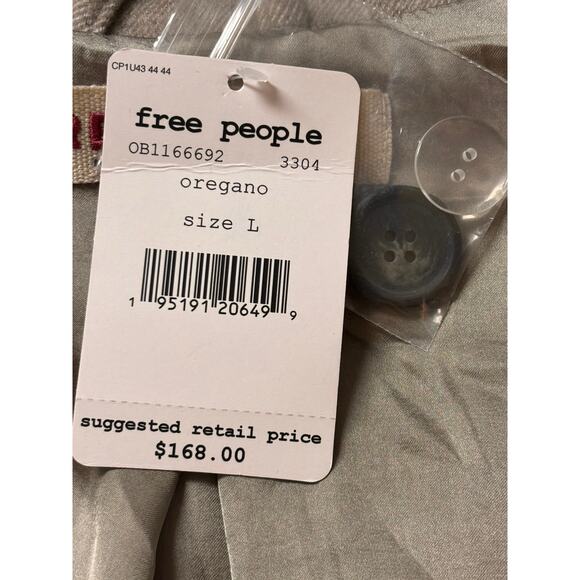 CP1U43 44 44
free people
OB1166692 3304
oregano
size L
1 95191 20649 9
suggested retail price
$168.00